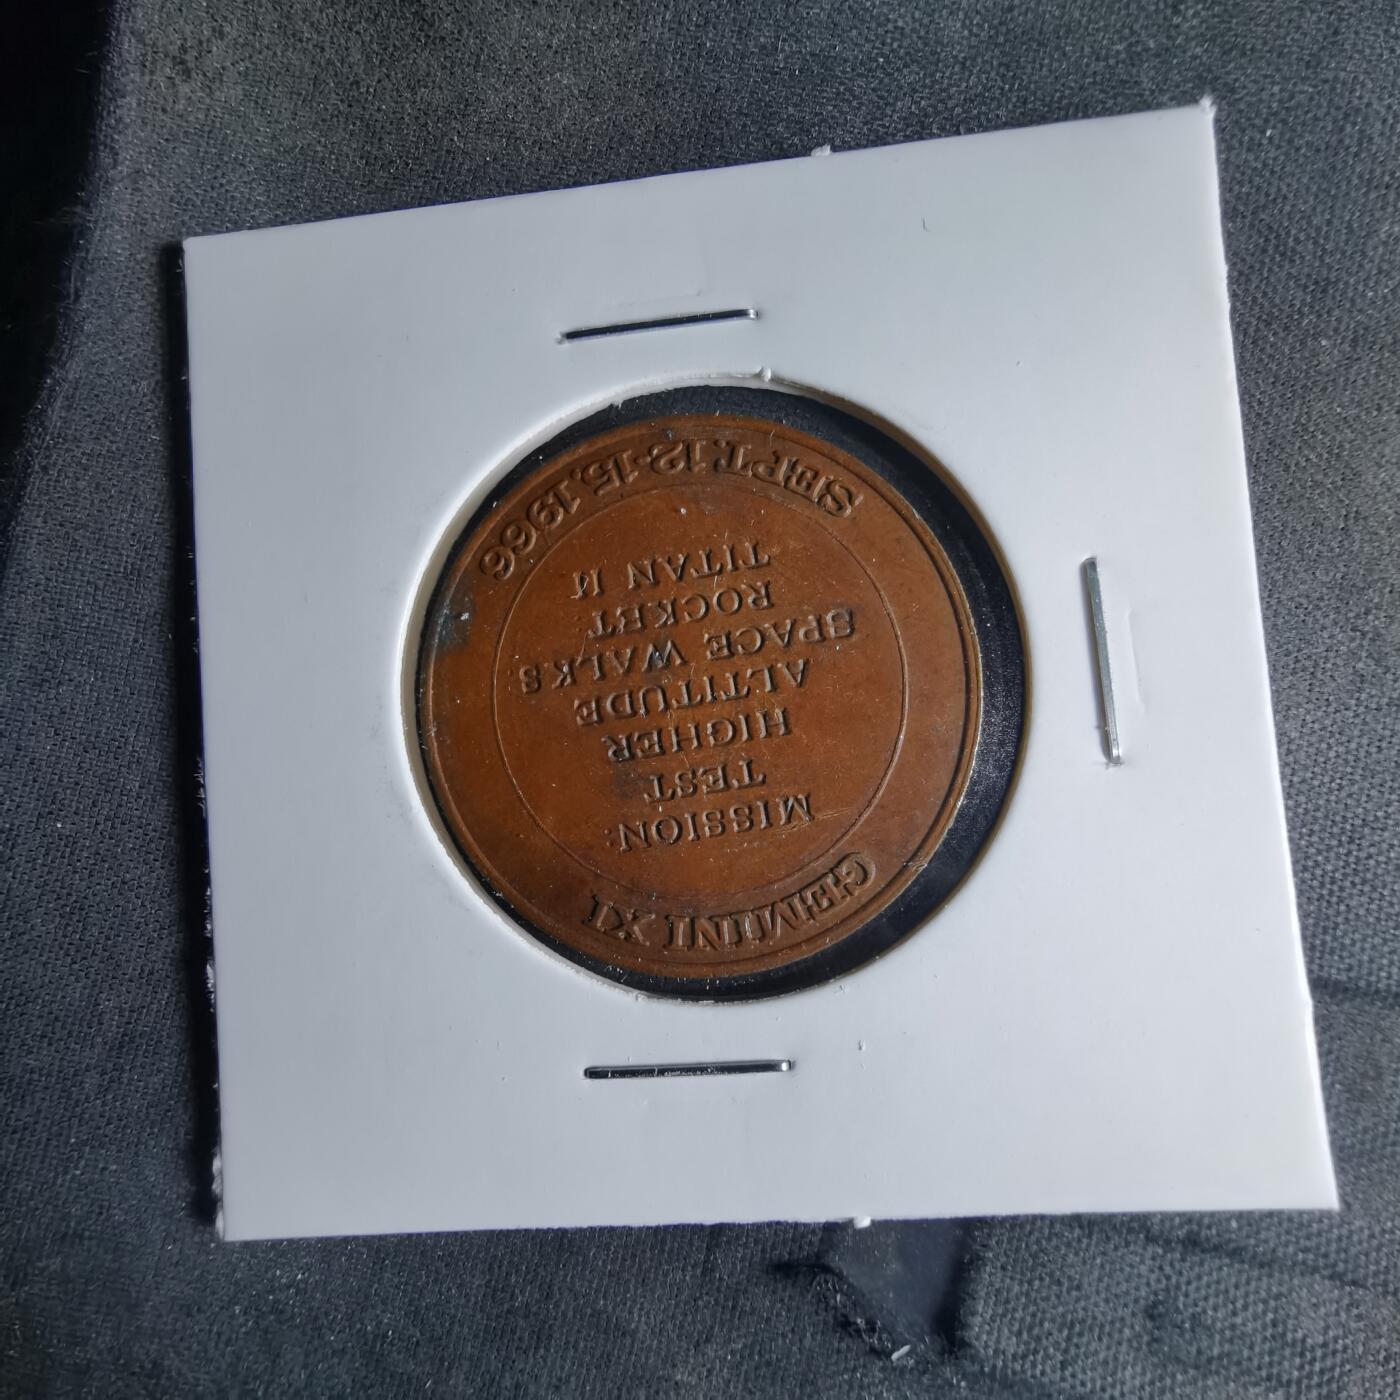 GEMINI XI
MISSION:
TEST
HIGHER
ALTITUDE
SPACE WALKS
ROCKET
TITAN II
SEPT. 12-15, 1966